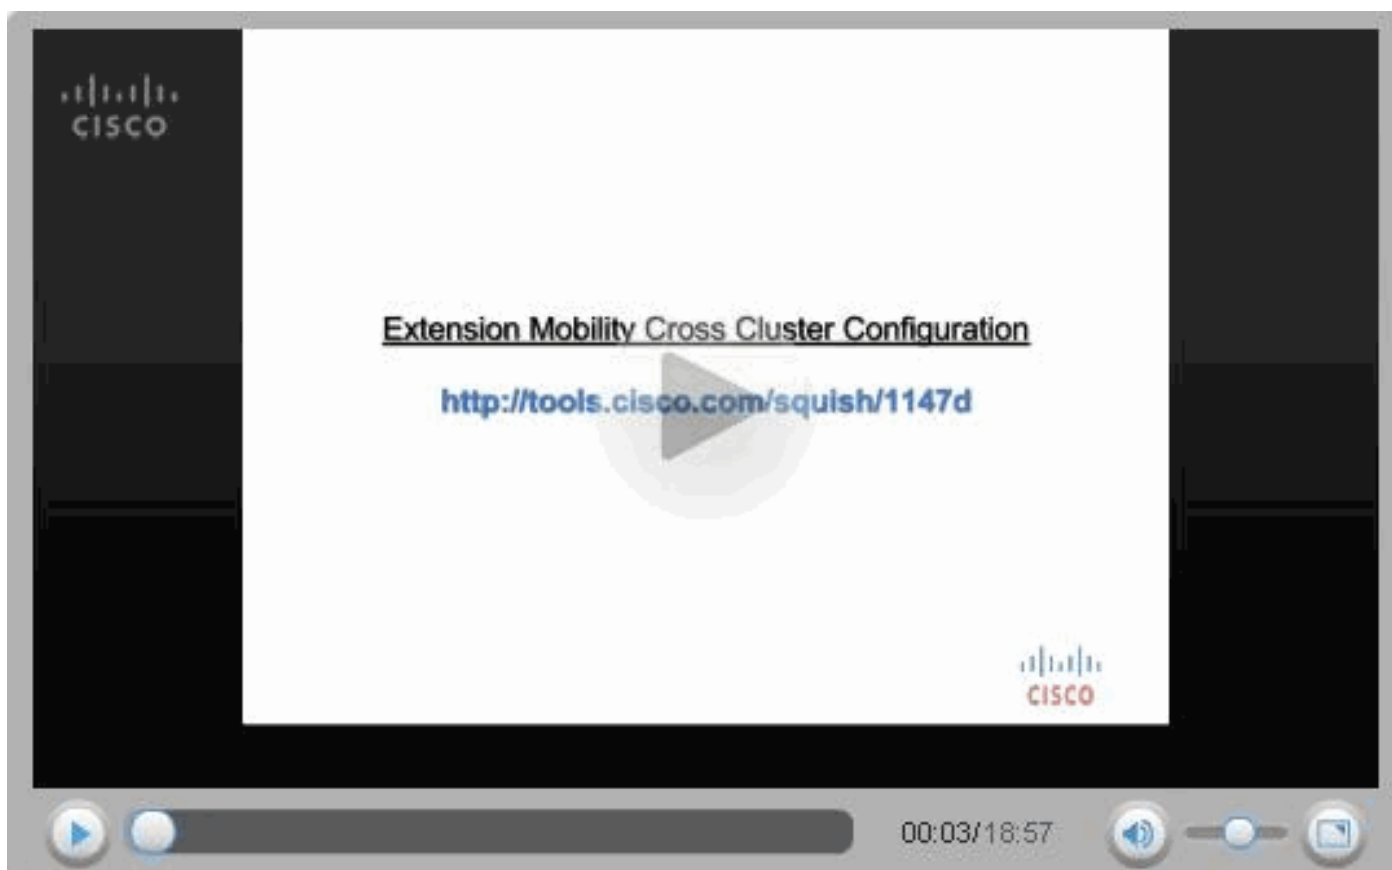 CISCO
Extension Mobility Cross Cluster Configuration
http://tools.cisco.com/squish/1147d
CISCO
00:03/18:57